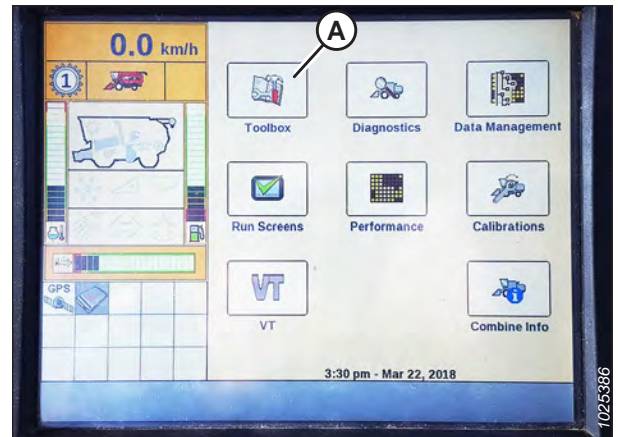 A
0.0 km/h
1
Toolbox
Diagnostics
Data Management
Run Screens
Performance
Calibrations
GPS
VT
VT
Combine Info
3:30 pm - Mar 22, 2018
1025386